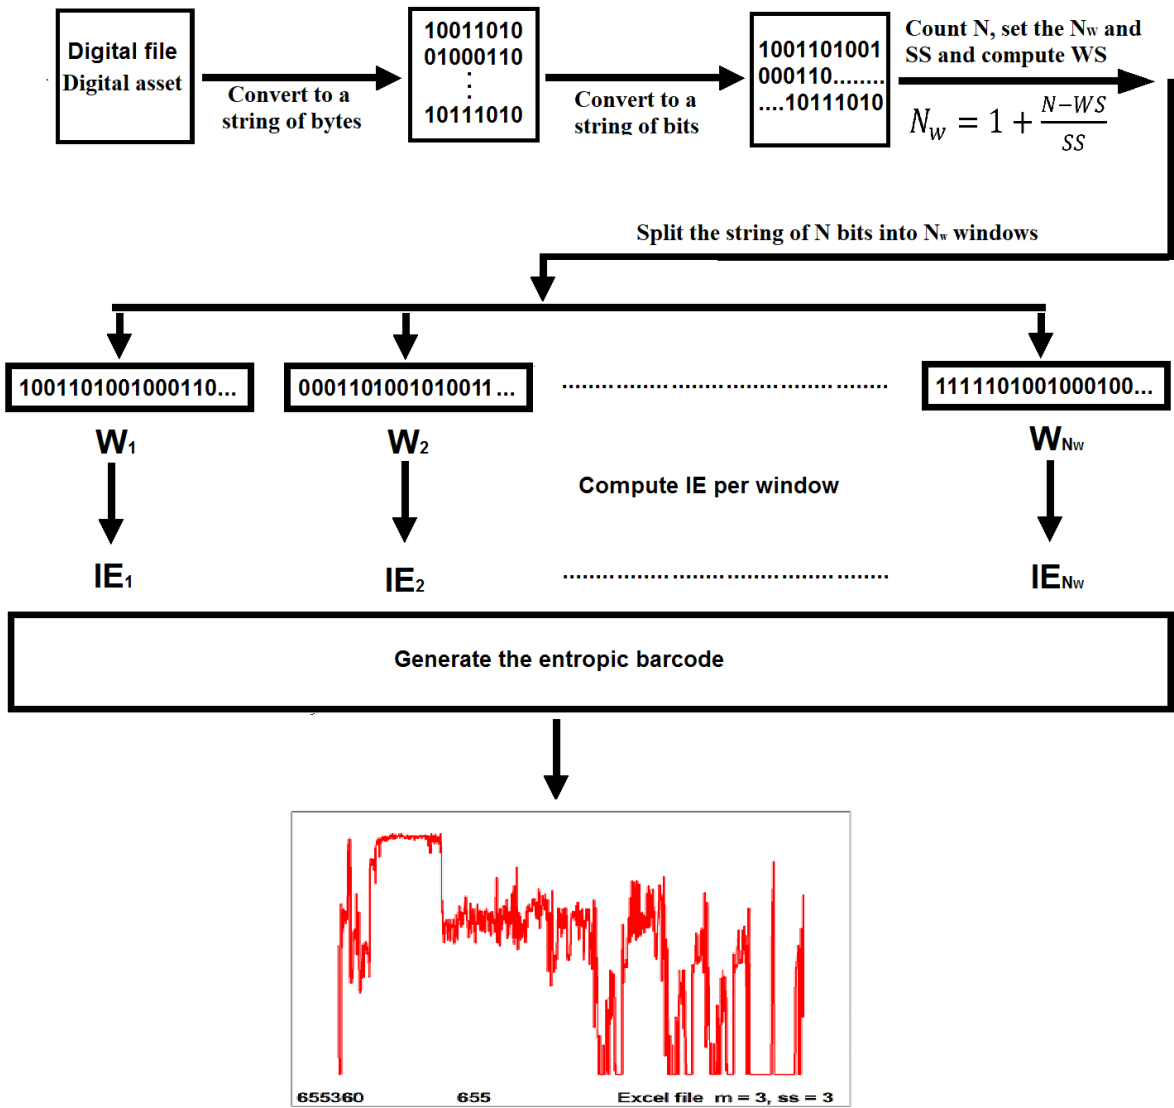 Digital file
Digital asset
Convert to a
string of bytes
10011010
01000110
:
:
10111010
Convert to a
string of bits
1001101001
000110........
....10111010
Count N, set the Nw and
SS and compute WS
N_w = 1 + \frac{N-WS}{SS}
Split the string of N bits into Nw windows
1001101001000110...
0001101001010011 ...
..............................................
1111101001000100...
W1
W2
WNw
Compute IE per window
IE1
IE2
..............................................
IENw
Generate the entropic barcode
655360
655
Excel file m = 3, ss = 3